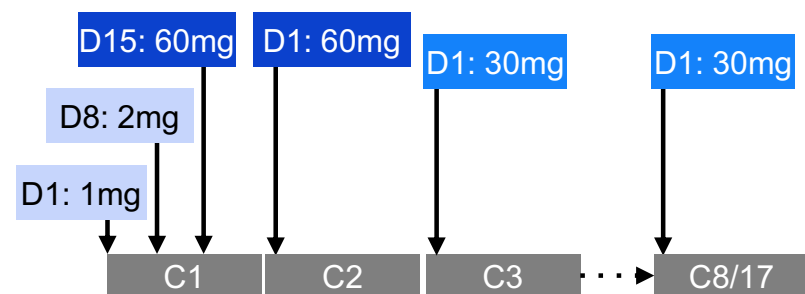 D15: 60mg
D1: 60mg
D1: 30mg
D1: 30mg
D8: 2mg
D1: 1mg
C1
C2
C3
C8/17